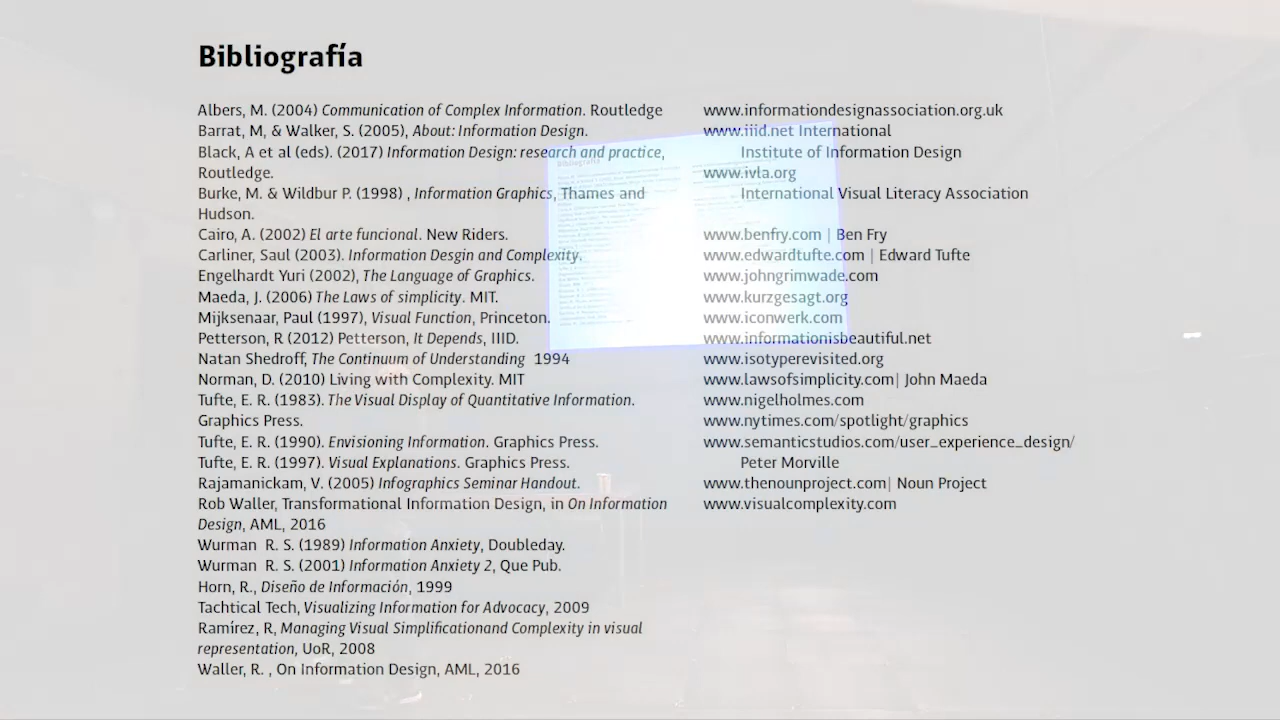 Bibliografía
Albers, M. (2004) Communication of Complex Information. Routledge
Barrat, M, & Walker, S. (2005), About: Information Design.
Black, A et al (eds). (2017) Information Design: research and practice,
Routledge.
Burke, M. & Wildbur P. (1998) , Information Graphics, Thames and
Hudson.
Cairo, A. (2002) El arte funcional. New Riders.
Carliner, Saul (2003). Information Desgin and Complexity.
Engelhardt Yuri (2002), The Language of Graphics.
Maeda, J. (2006) The Laws of simplicity. MIT.
Mijksenaar, Paul (1997), Visual Function, Princeton.
Petterson, R (2012) Petterson, It Depends, IIID.
Natan Shedroff, The Continuum of Understanding 1994
Norman, D. (2010) Living with Complexity. MIT
Tufte, E. R. (1983). The Visual Display of Quantitative Information.
Graphics Press.
Tufte, E. R. (1990). Envisioning Information. Graphics Press.
Tufte, E. R. (1997). Visual Explanations. Graphics Press.
Rajamanickam, V. (2005) Infographics Seminar Handout.
Rob Waller, Transformational Information Design, in On Information
Design, AML, 2016
Wurman R. S. (1989) Information Anxiety, Doubleday.
Wurman R. S. (2001) Information Anxiety 2, Que Pub.
Horn, R., Diseño de Información, 1999
Tachtical Tech, Visualizing Information for Advocacy, 2009
Ramírez, R, Managing Visual Simplificationand Complexity in visual
representation, UoR, 2008
Waller, R. , On Information Design, AML, 2016
www.informationdesignassociation.org.uk
www.iiid.net International
Institute of Information Design
www.ivla.org
International Visual Literacy Association
www.benfry.com | Ben Fry
www.edwardtufte.com | Edward Tufte
www.johngrimwade.com
www.kurzgesagt.org
www.iconwerk.com
www.informationisbeautiful.net
www.isotyperevisited.org
www.lawsofsimplicity.com| John Maeda
www.nigelholmes.com
www.nytimes.com/spotlight/graphics
www.semanticstudios.com/user_experience_design/
Peter Morville
www.thenounproject.com| Noun Project
www.visualcomplexity.com